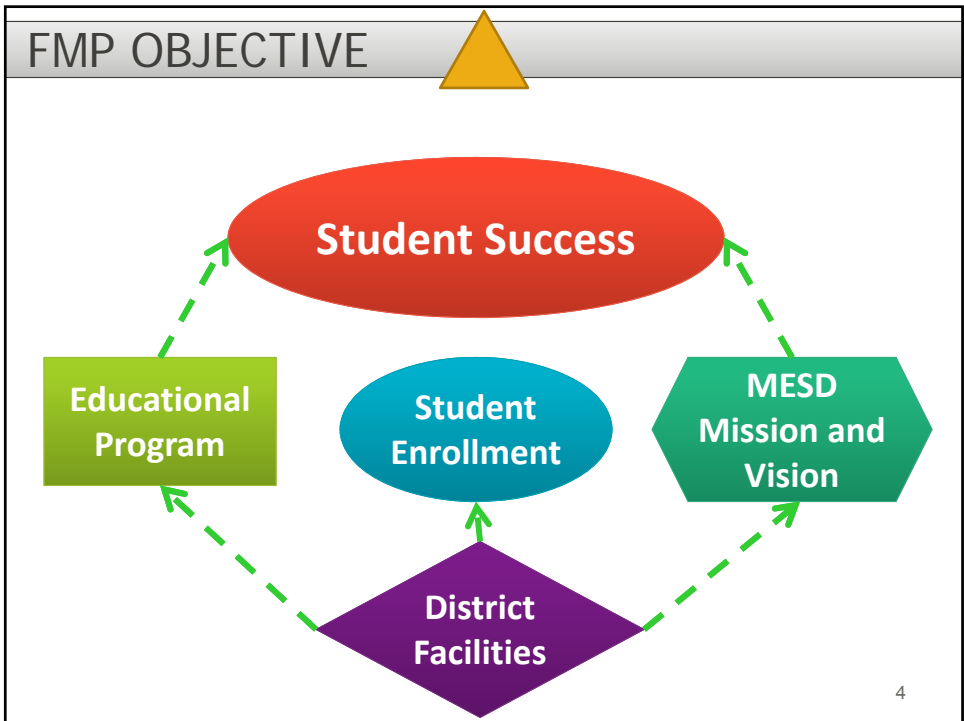 FMP OBJECTIVE
Student Success
Educational
Program
Student
Enrollment
MESD
Mission and
Vision
District
Facilities
4